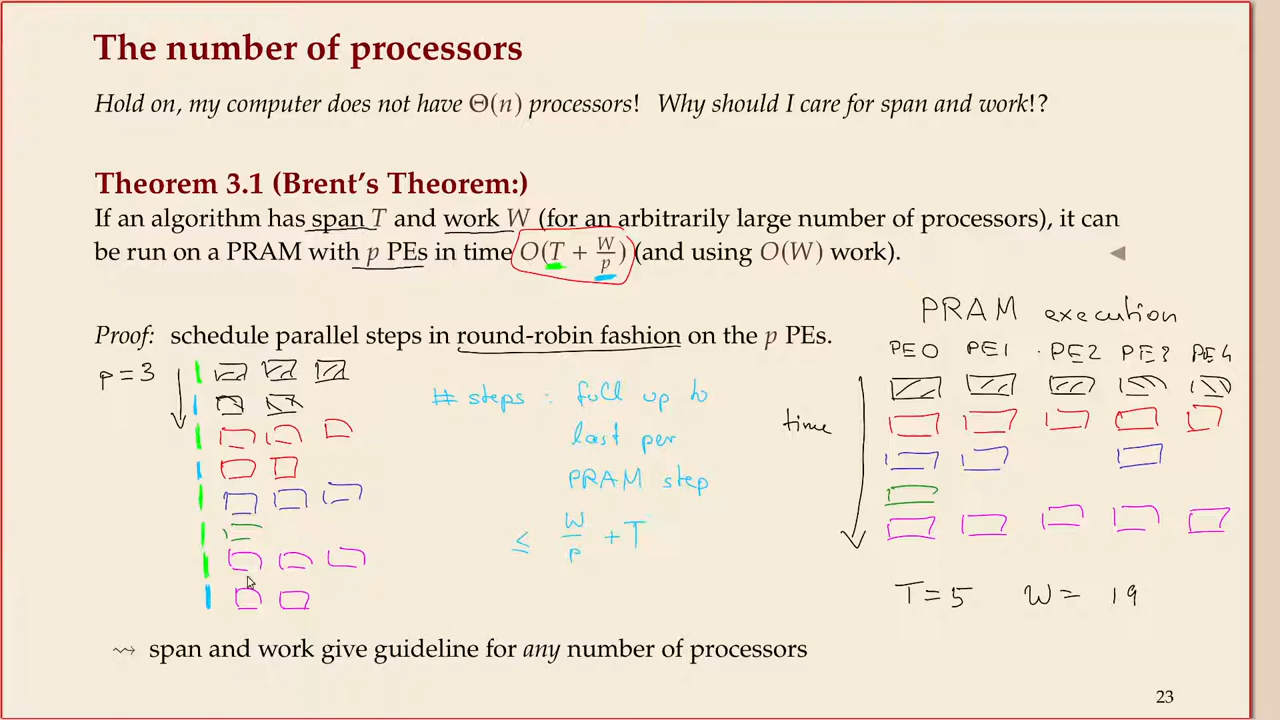 The number of processors
Hold on, my computer does not have Θ(n) processors! Why should I care for span and work!?
Theorem 3.1 (Brent's Theorem:)
If an algorithm has span T and work W (for an arbitrarily large number of processors), it can
be run on a PRAM with p PEs in time O(T + W/p) (and using O(W) work). ◀
Proof: schedule parallel steps in round-robin fashion on the p PEs.
p = 3
# steps : full up to
last per
PRAM step
≤ W/p + T
PRAM execution
PE0 PE1 PE2 PE3 PE4
time
T = 5 W = 19
⇝ span and work give guideline for any number of processors
23